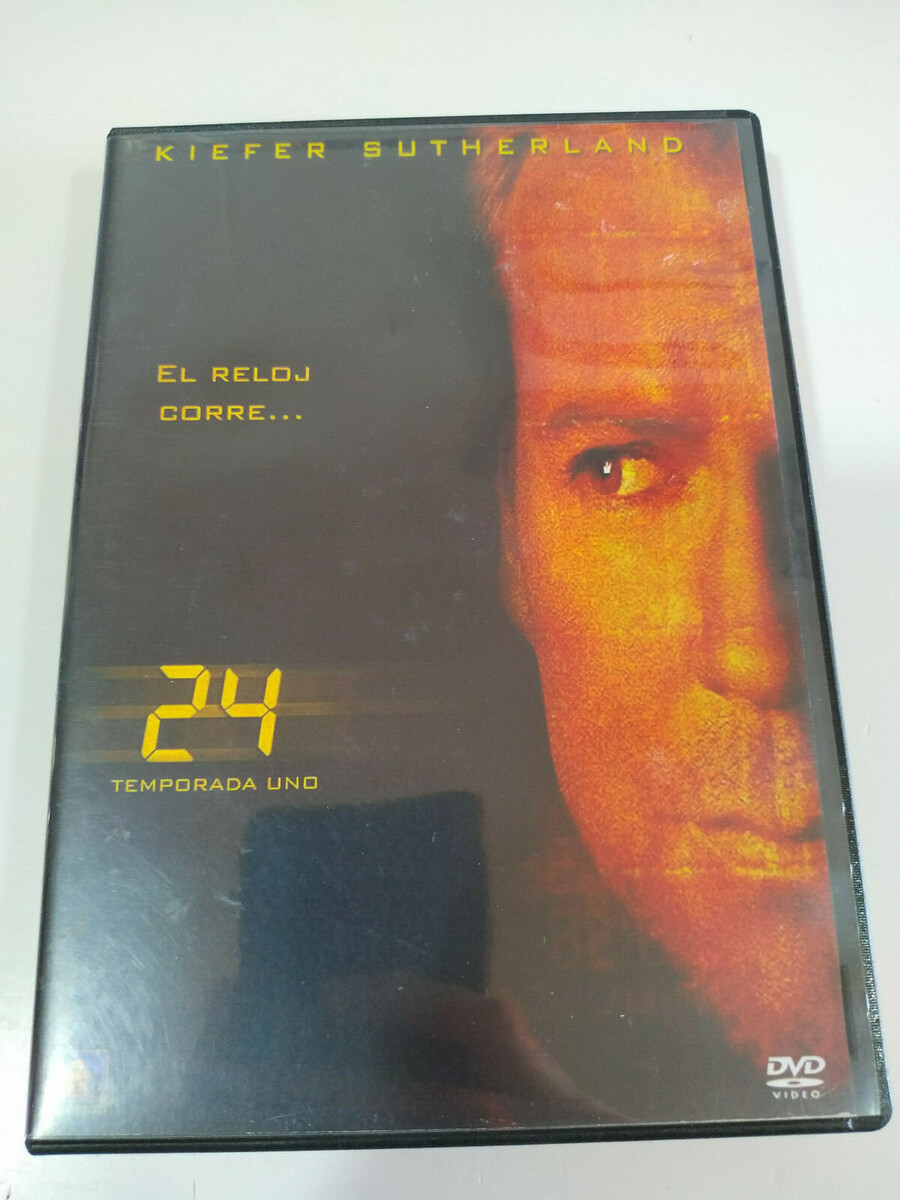 KIEFER SUTHERLAND
EL RELOJ
CORRE...
24
TEMPORADA UNO
DVD
VIDEO